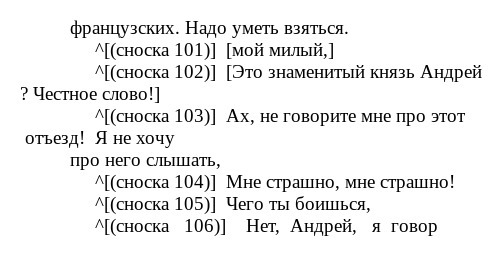 французских. Надо уметь взяться.
^[(сноска 101)] [мой милый,]
^[(сноска 102)] [Это знаменитый князь Андрей
? Честное слово!]
^[(сноска 103)] Ах, не говорите мне про этот
отъезд! Я не хочу
про него слышать,
^[(сноска 104)] Мне страшно, мне страшно!
^[(сноска 105)] Чего ты боишься,
^[(сноска 106)] Нет, Андрей, я говор